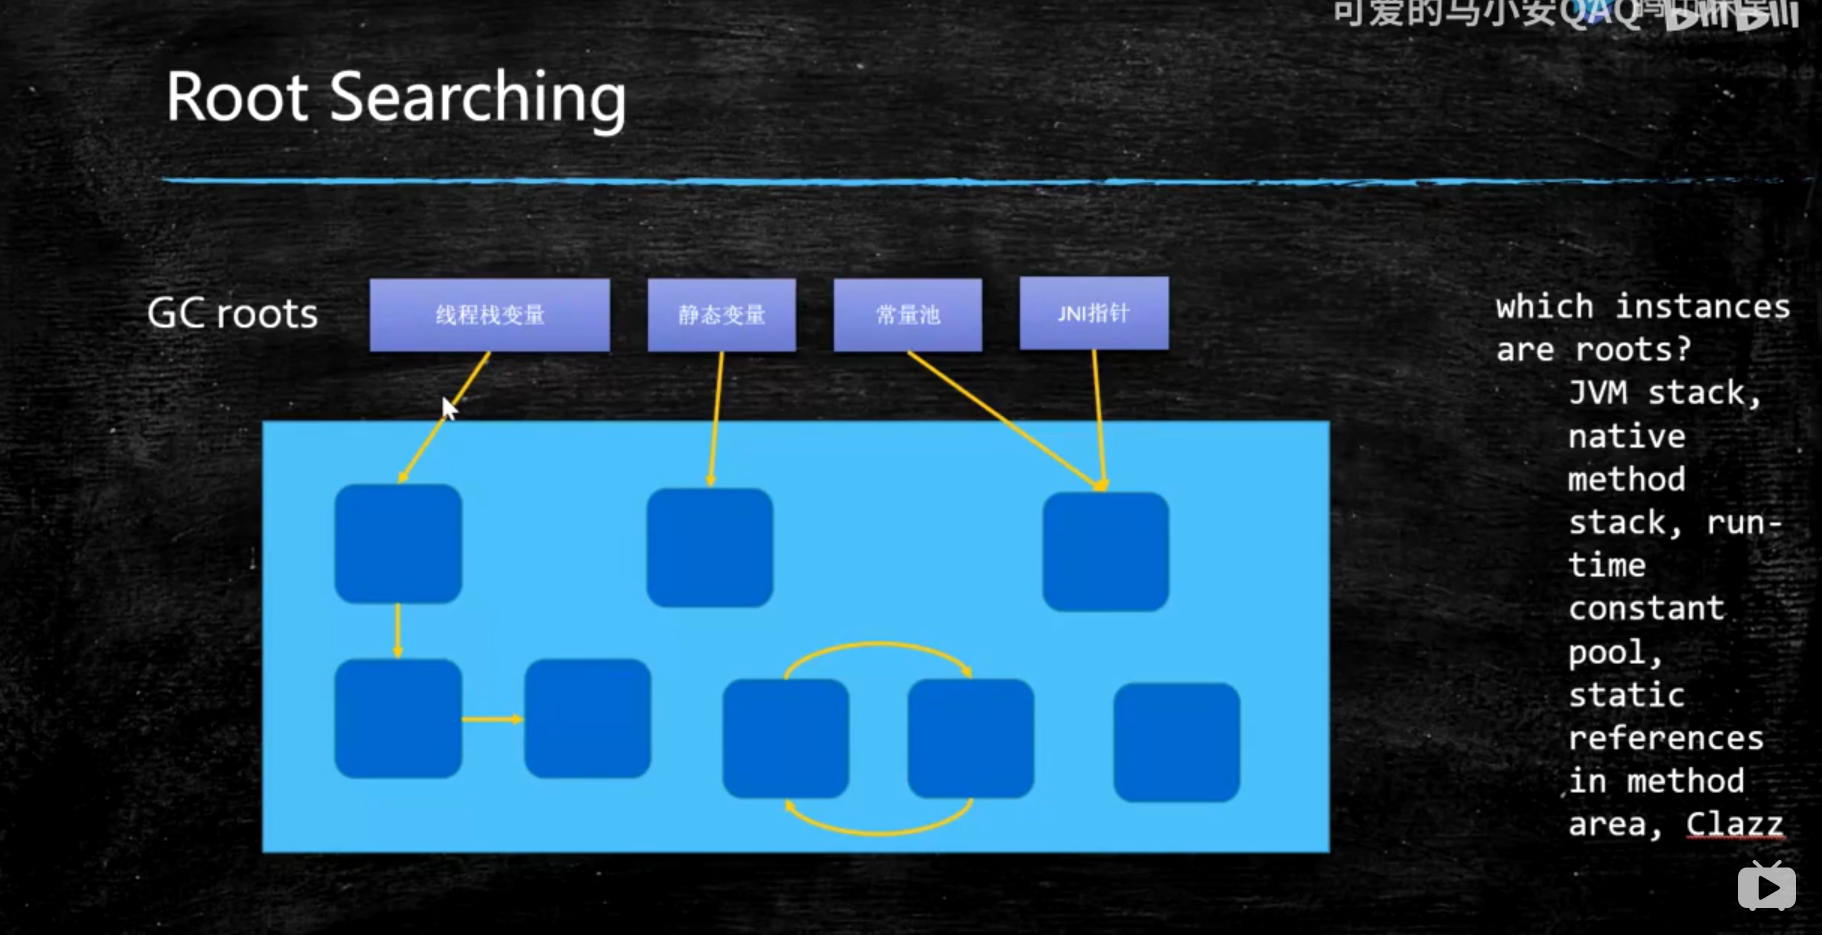 可爱的马小安QAQ bilibili
Root Searching
GC roots
线程栈变量
静态变量
常量池
JNI指针
which instances
are roots?
JVM stack,
native
method
stack, run-
time
constant
pool,
static
references
in method
area, Clazz